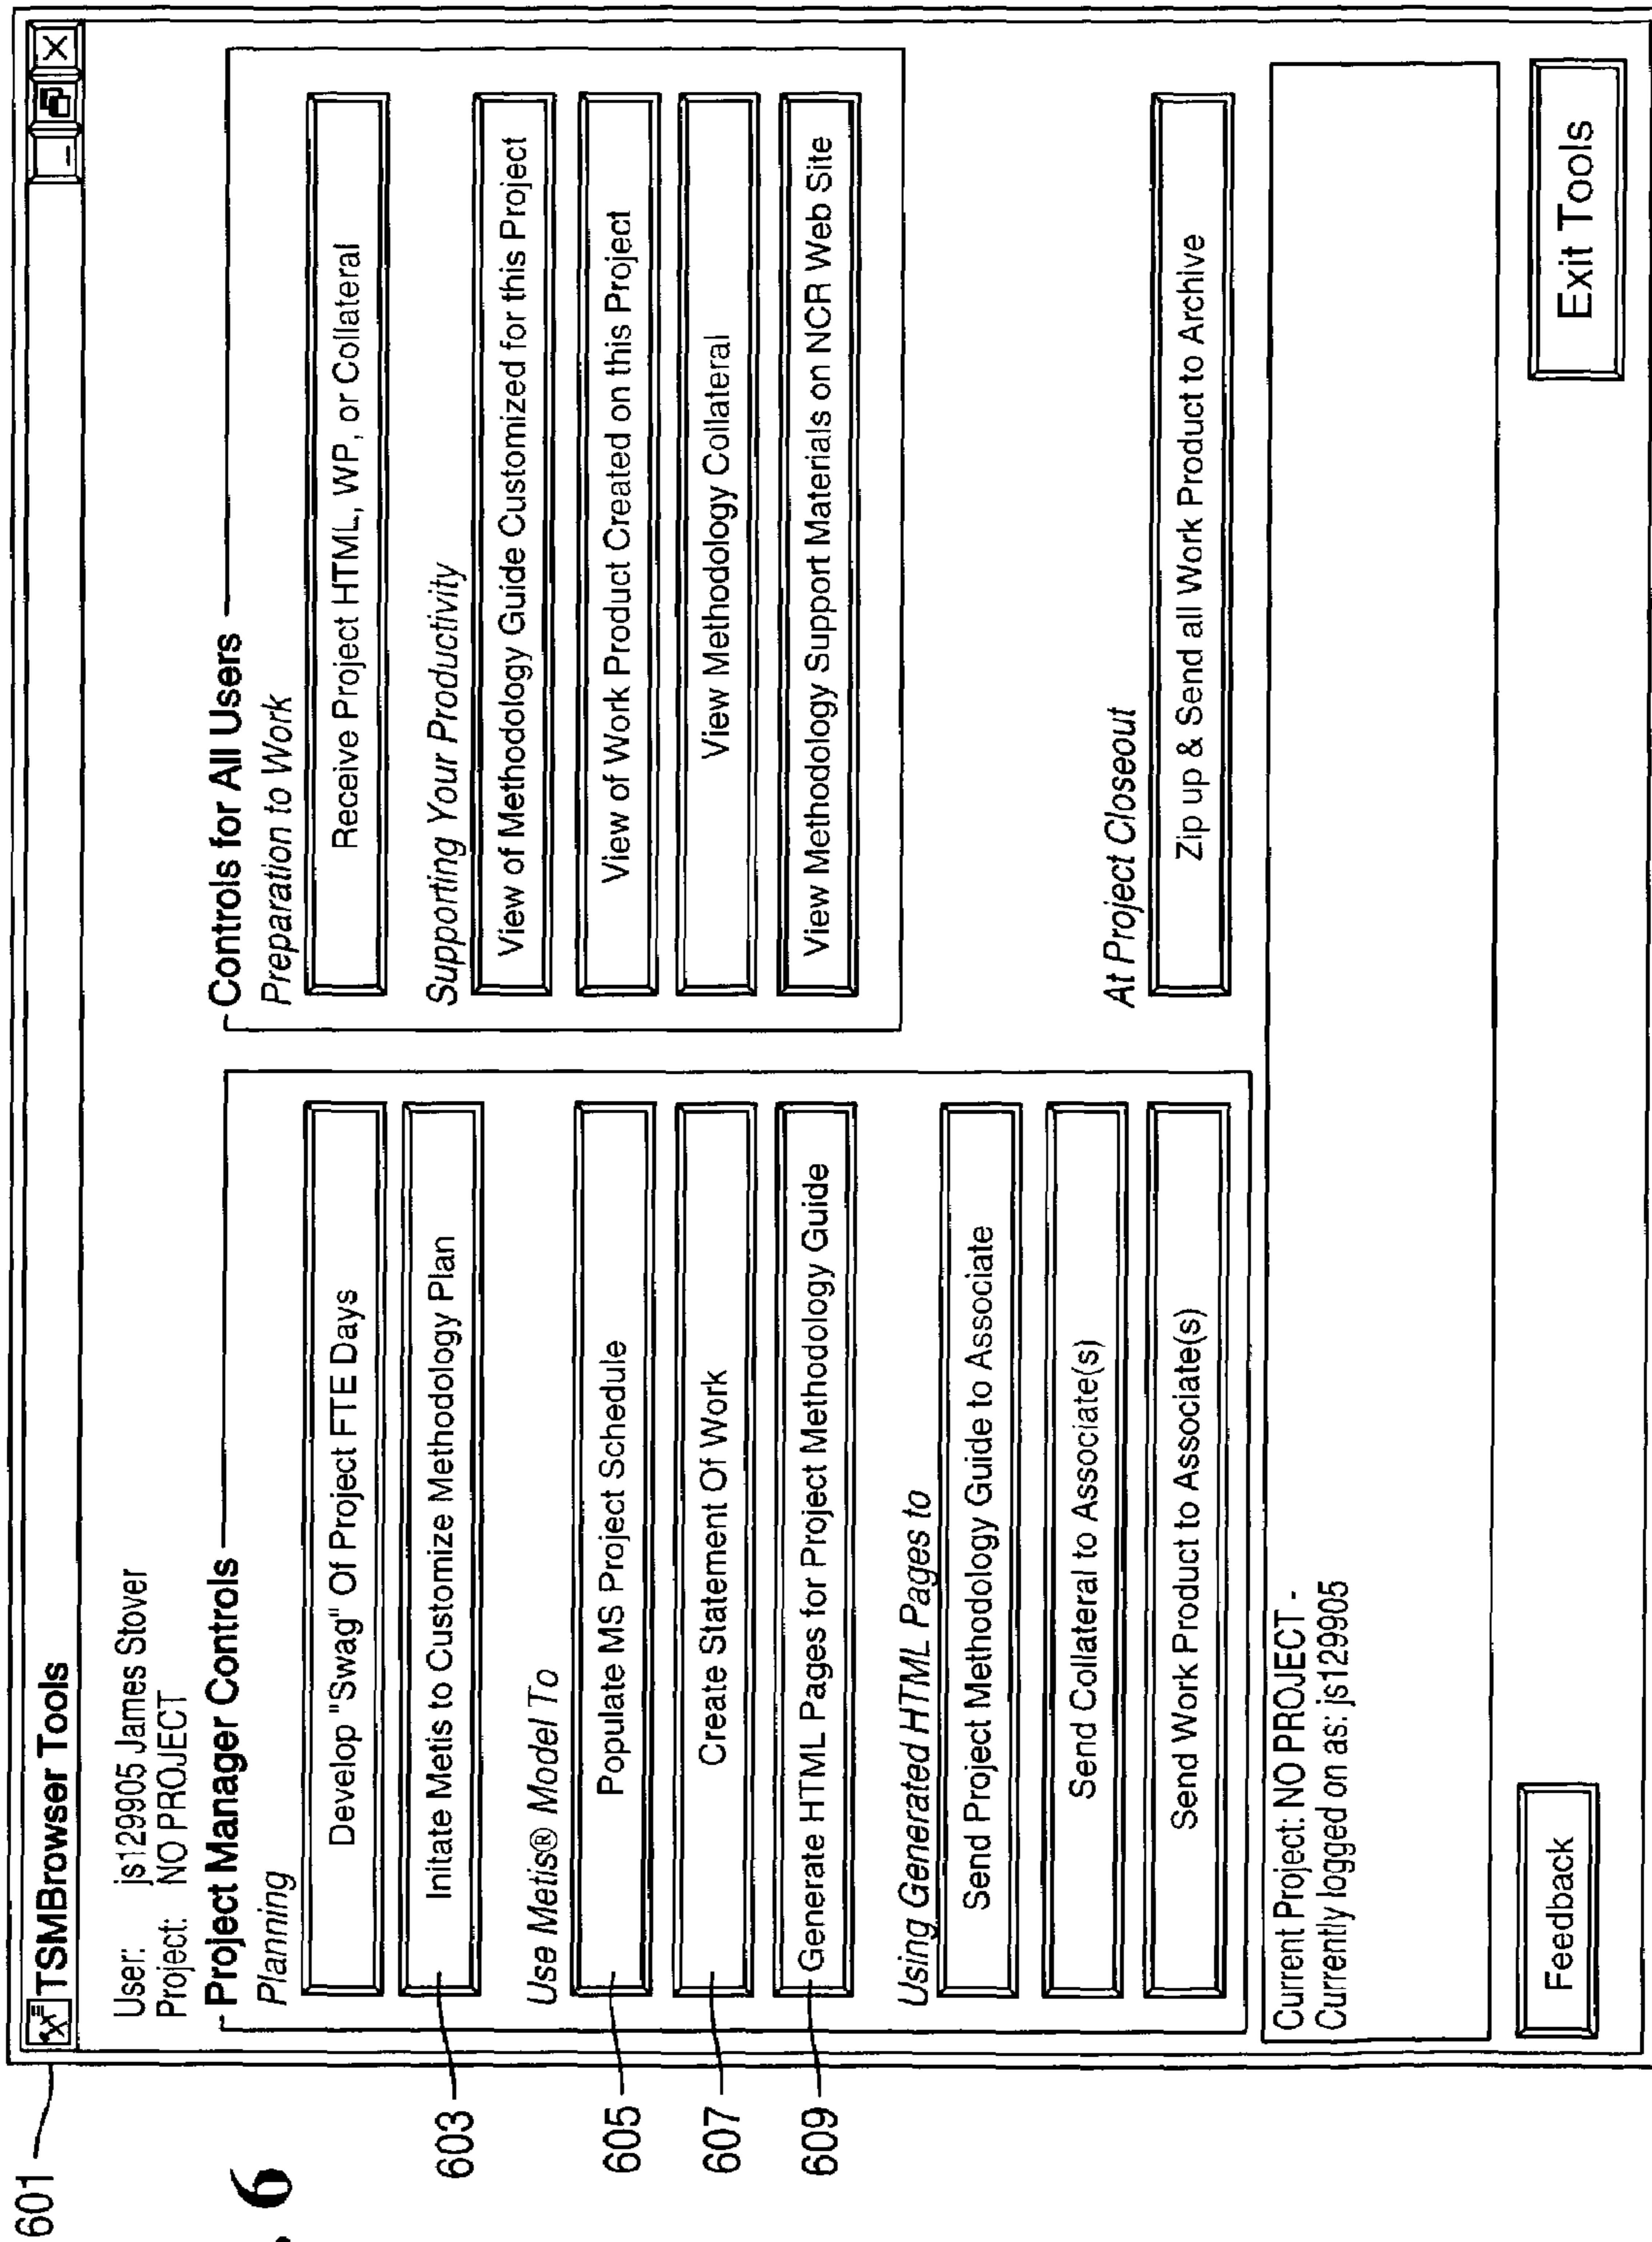 601
. 6
TSMBrowser Tools
User: js129905 James Stover
Project: NO PROJECT
Project Manager Controls
Planning
Develop "Swag" Of Project FTE Days
603
Initate Metis to Customize Methodology Plan
Use Metis® Model To
605
Populate MS Project Schedule
607
Create Statement Of Work
609
Generate HTML Pages for Project Methodology Guide
Using Generated HTML Pages to
Send Project Methodology Guide to Associate
Send Collateral to Associate(s)
Send Work Product to Associate(s)
Controls for All Users
Preparation to Work
Receive Project HTML, WP, or Collateral
Supporting Your Productivity
View of Methodology Guide Customized for this Project
View of Work Product Created on this Project
View Methodology Collateral
View Methodology Support Materials on NCR Web Site
At Project Closeout
Zip up & Send all Work Product to Archive
Current Project: NO PROJECT -
Currently logged on as: js129905
Feedback
Exit Tools